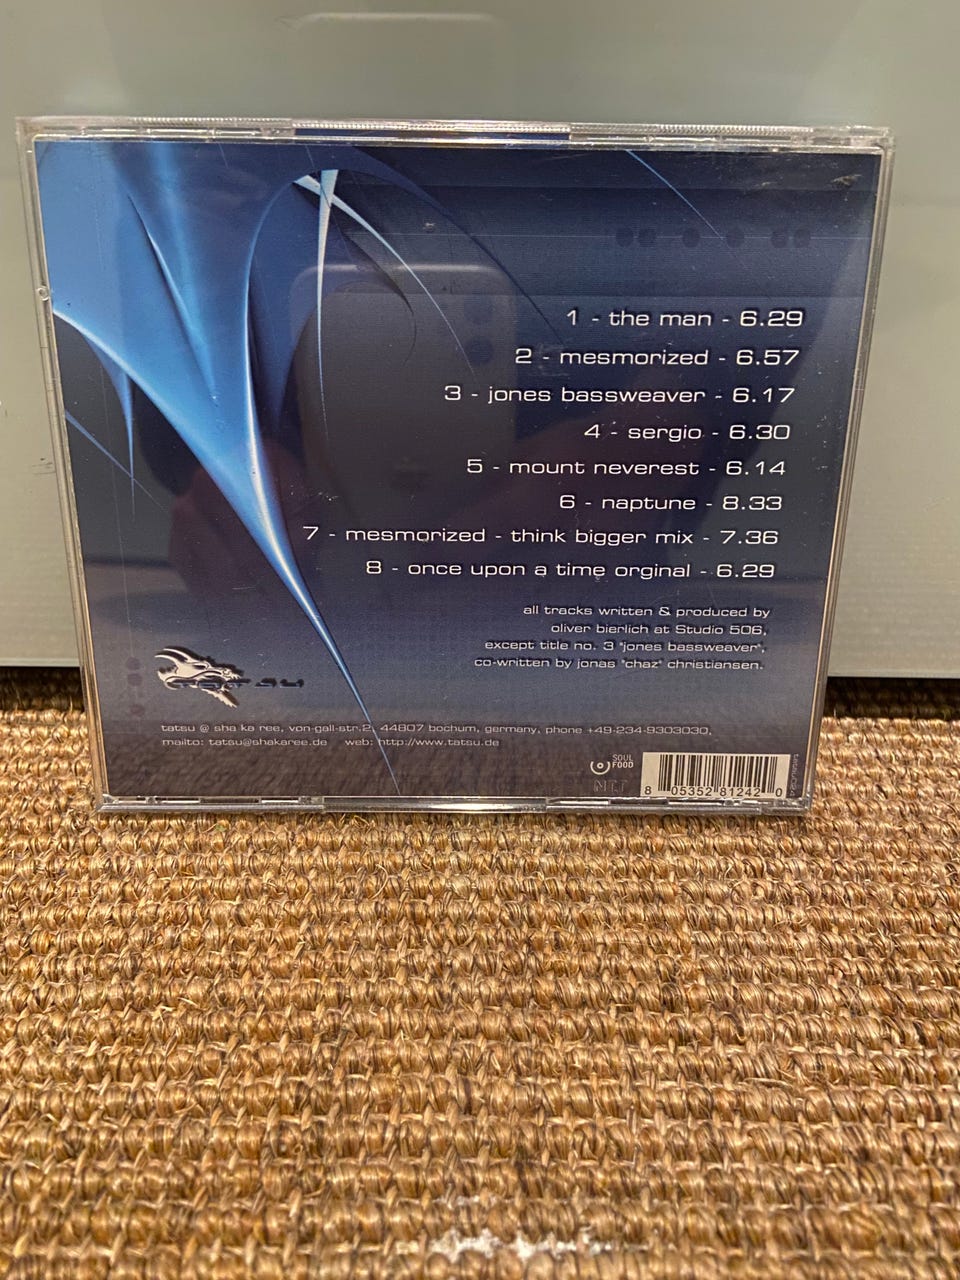 1 - the man - 6.29
2 - mesmorized - 6.57
3 - jones bassweaver - 6.17
4 - sergio - 6.30
5 - mount neverest - 6.14
6 - naptune - 8.33
7 - mesmorized - think bigger mix - 7.36
8 - once upon a time orginal - 6.29
all tracks written & produced by
oliver bierlich at Studio 506,
except title no. 3 "jones bassweaver",
co-written by jonas "chaz" christiansen.
tatsu
tatsu @ sha ka ree, von-gall-str.2, 44807 bochum, germany, phone +49-234-9303030,
mailto: tatsu@shakaree.de web: http://www.tatsu.de
SOUL
FOOD
8 05352 81242 0